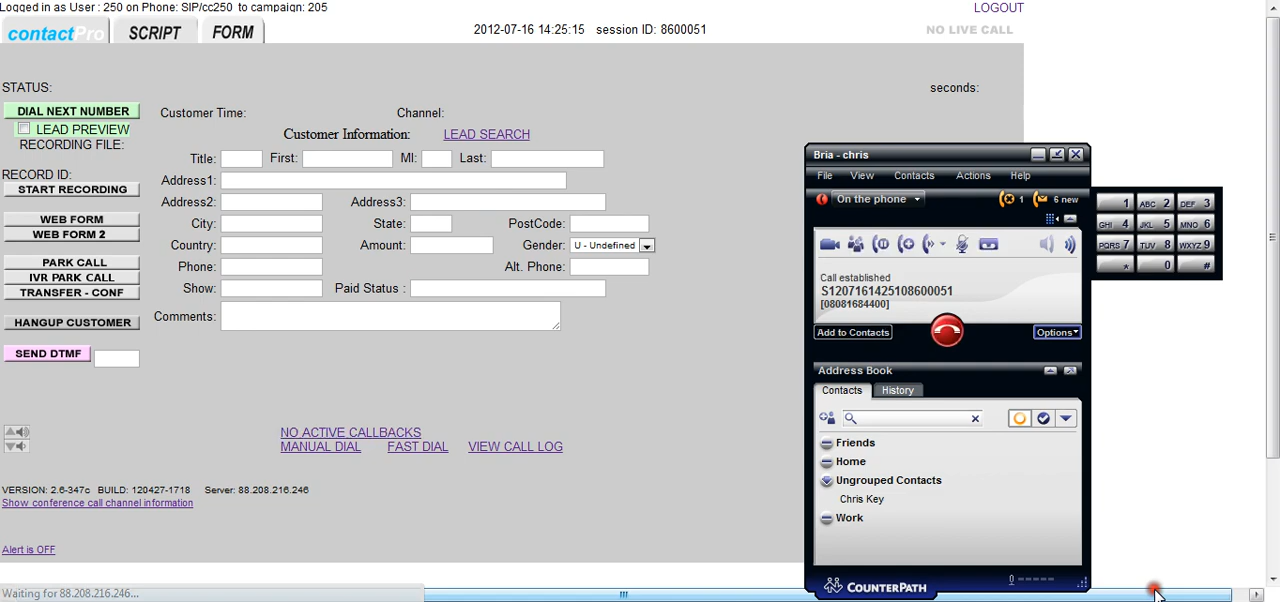 Logged in as User : 250 on Phone: SIP/cc250 to campaign: 205
LOGOUT
contactPro SCRIPT FORM
2012-07-16 14:25:15 session ID: 8600051
NO LIVE CALL
STATUS:
seconds:
DIAL NEXT NUMBER
LEAD PREVIEW
RECORDING FILE:
RECORD ID:
START RECORDING
WEB FORM
WEB FORM 2
PARK CALL
IVR PARK CALL
TRANSFER - CONF
HANGUP CUSTOMER
SEND DTMF
Customer Time: Channel:
Customer Information: LEAD SEARCH
Title: First: MI: Last:
Address1:
Address2: Address3:
City: State: PostCode:
Country: Amount: Gender: U - Undefined
Phone: Alt. Phone:
Show: Paid Status :
Comments:
NO ACTIVE CALLBACKS
MANUAL DIAL FAST DIAL VIEW CALL LOG
VERSION: 2.6-347c BUILD: 120427-1718 Server: 88.208.216.246
Show conference call channel information
Alert is OFF
Waiting for 88.208.216.246...
Bria - chris
File View Contacts Actions Help
On the phone 1 6 new
Call established
S1207161425108600051
[08081684400]
Add to Contacts Options
Address Book
Contacts History
Friends
Home
Ungrouped Contacts
Chris Key
Work
COUNTERPATH
1 ABC 2 DEF 3
GHI 4 JKL 5 MNO 6
PQRS 7 TUV 8 WXYZ 9
* 0 #